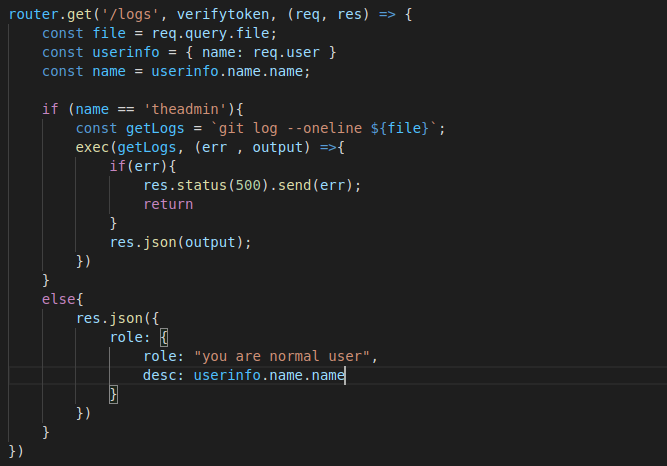 router.get('/logs', verifytoken, (req, res) => {
    const file = req.query.file;
    const userinfo = { name: req.user }
    const name = userinfo.name.name;

    if (name == 'theadmin'){
        const getLogs = `git log --oneline ${file}`;
        exec(getLogs, (err , output) =>{
            if(err){
                res.status(500).send(err);
                return
            }
            res.json(output);
        })
    }
    else{
        res.json({
            role: {
                role: "you are normal user",
                desc: userinfo.name.name
            }
        })
    }
})